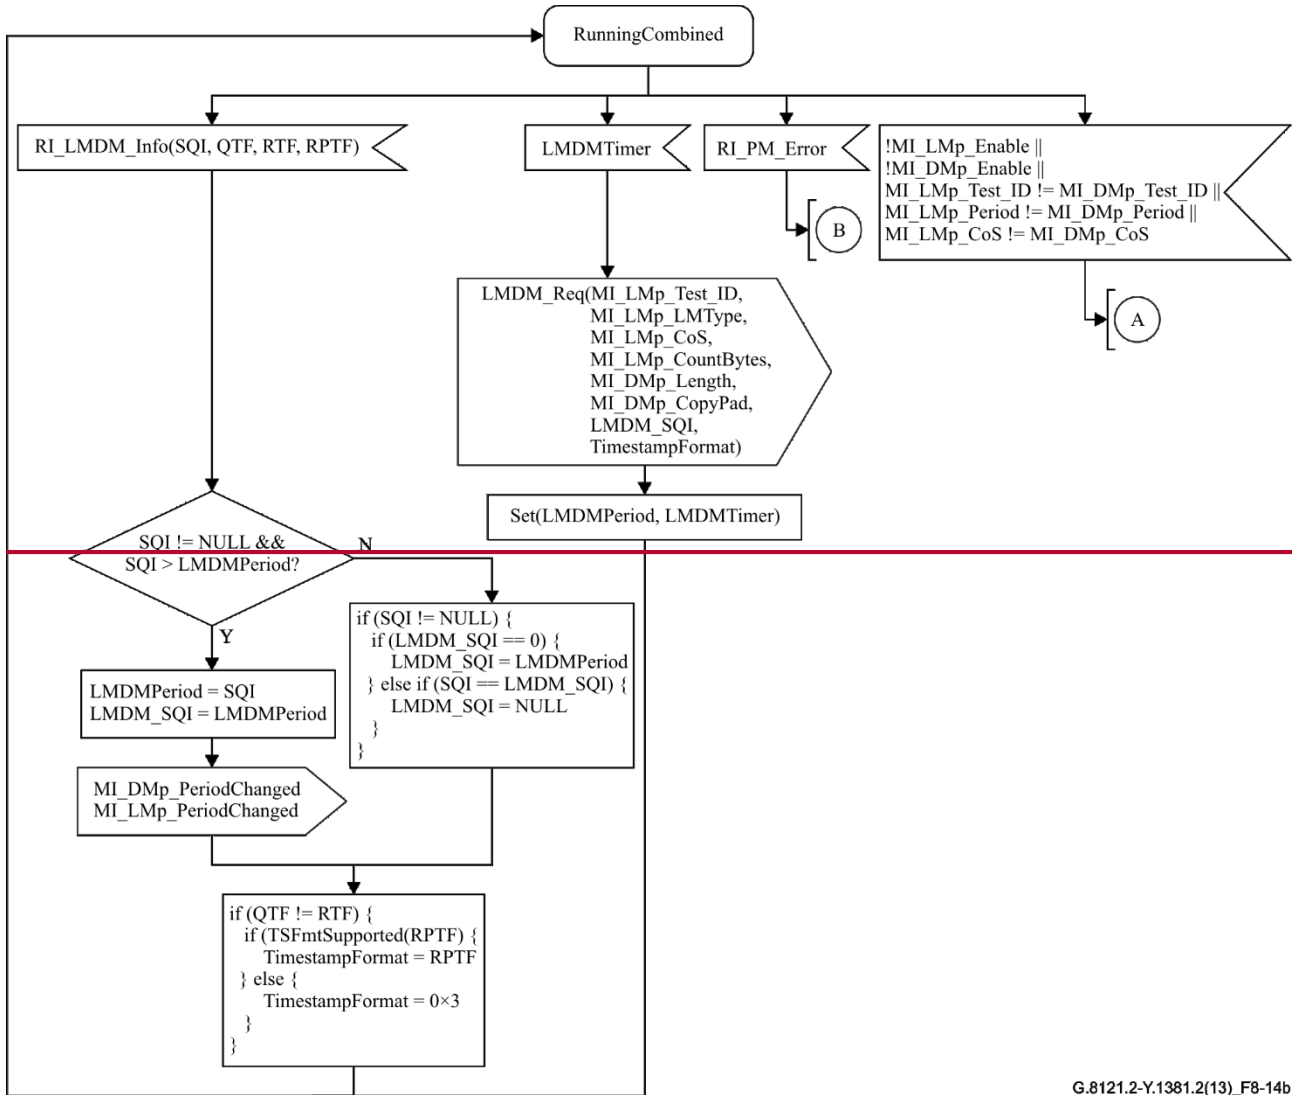 RunningCombined
RI_LMDM_Info(SQI, QTF, RTF, RPTF)
LMDMTimer
RI_PM_Error
!MI_LMp_Enable ||
!MI_DMp_Enable ||
MI_LMp_Test_ID != MI_DMp_Test_ID ||
MI_LMp_Period != MI_DMp_Period ||
MI_LMp_CoS != MI_DMp_CoS
B
A
LMDM_Req(MI_LMp_Test_ID,
MI_LMp_LMType,
MI_LMp_CoS,
MI_LMp_CountBytes,
MI_DMp_Length,
MI_DMp_CopyPad,
LMDM_SQI,
TimestampFormat)
Set(LMDMPeriod, LMDMTimer)
SQI != NULL &&
SQI > LMDMPeriod?
N
Y
if (SQI != NULL) {
if (LMDM_SQI == 0) {
LMDM_SQI = LMDMPeriod
} else if (SQI == LMDM_SQI) {
LMDM_SQI = NULL
}
}
LMDMPeriod = SQI
LMDM_SQI = LMDMPeriod
MI_DMp_PeriodChanged
MI_LMp_PeriodChanged
if (QTF != RTF) {
if (TSFmtSupported(RPTF) {
TimestampFormat = RPTF
} else {
TimestampFormat = 0×3
}
}
G.8121.2-Y.1381.2(13)_F8-14b